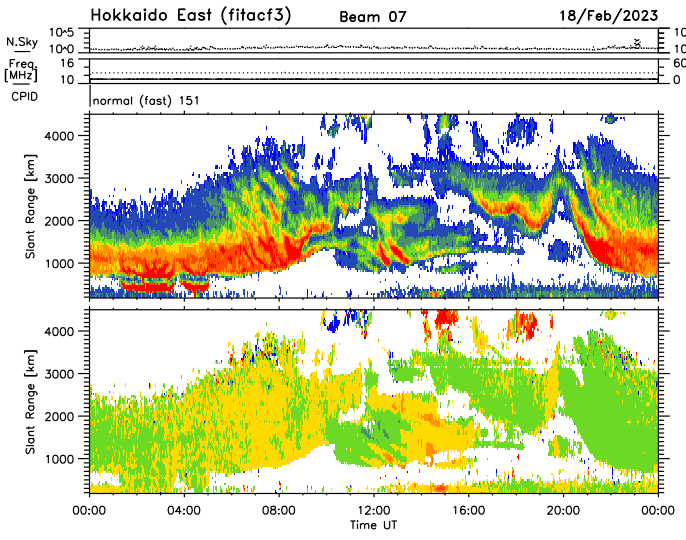 Hokkaido East (fitacf3) Beam 07 18/Feb/2023
N.Sky 10^5 10^0 10 10
Freq. [MHz] 16 10 60 0
CPID normal (fast) 151
Slant Range [km] 4000 3000 2000 1000
Slant Range [km] 4000 3000 2000 1000
00:00 04:00 08:00 12:00 16:00 20:00 00:00
Time UT